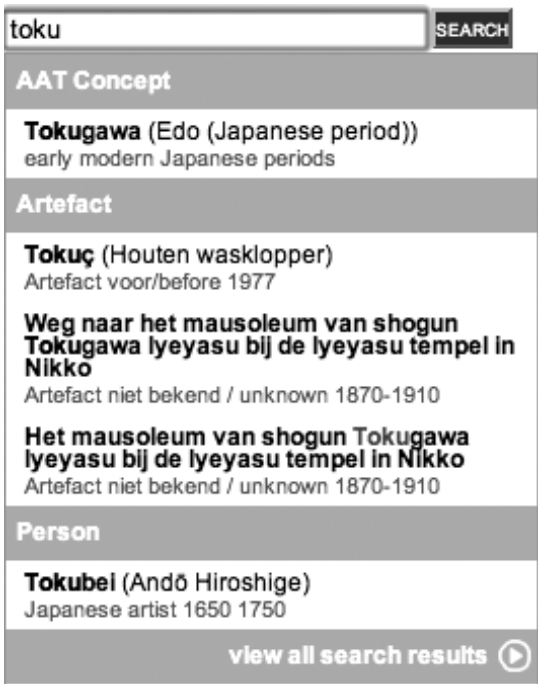 toku
SEARCH
AAT Concept
Tokugawa (Edo (Japanese period))
early modern Japanese periods
Artefact
Tokuç (Houten wasklopper)
Artefact voor/before 1977
Weg naar het mausoleum van shogun
Tokugawa Iyeyasu bij de Iyeyasu tempel in
Nikko
Artefact niet bekend / unknown 1870-1910
Het mausoleum van shogun Tokugawa
Iyeyasu bij de Iyeyasu tempel in Nikko
Artefact niet bekend / unknown 1870-1910
Person
Tokubei (Andō Hiroshige)
Japanese artist 1650 1750
view all search results